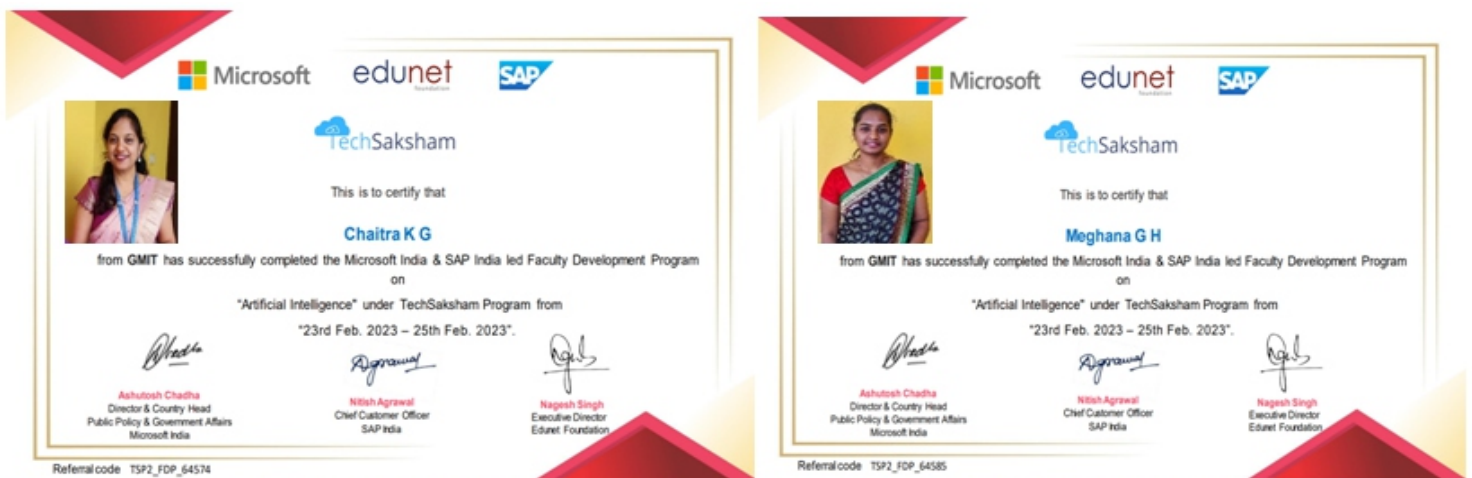 Microsoft
edunet
foundation
SAP
TechSaksham
This is to certify that
Chaitra K G
from GMIT has successfully completed the Microsoft India & SAP India led Faculty Development Program
on
"Artificial Intelligence" under TechSaksham Program from
"23rd Feb. 2023 – 25th Feb. 2023".
Ashutosh Chadha
Director & Country Head
Public Policy & Government Affairs
Microsoft India
Nitish Agrawal
Chief Customer Officer
SAP India
Nagesh Singh
Executive Director
Edunet Foundation
Referral code TSP2_FDP_64574
Microsoft
edunet
foundation
SAP
TechSaksham
This is to certify that
Meghana G H
from GMIT has successfully completed the Microsoft India & SAP India led Faculty Development Program
on
"Artificial Intelligence" under TechSaksham Program from
"23rd Feb. 2023 – 25th Feb. 2023".
Ashutosh Chadha
Director & Country Head
Public Policy & Government Affairs
Microsoft India
Nitish Agrawal
Chief Customer Officer
SAP India
Nagesh Singh
Executive Director
Edunet Foundation
Referral code TSP2_FDP_64585